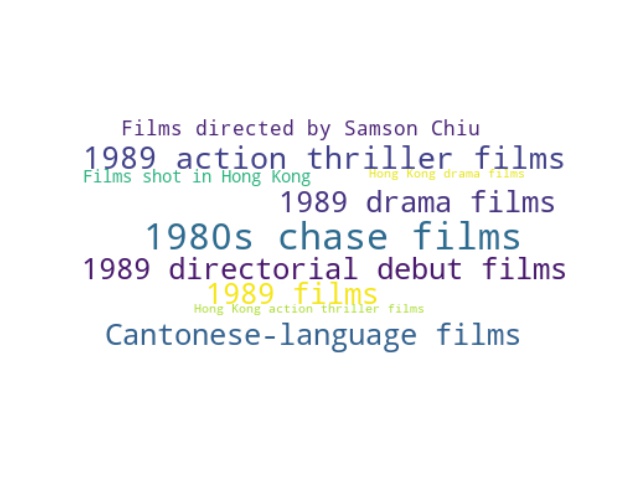 Films directed by Samson Chiu
1989 action thriller films
Hong Kong drama films
Films shot in Hong Kong
1989 drama films
1980s chase films
1989 directorial debut films
1989 films
Hong Kong action thriller films
Cantonese-language films